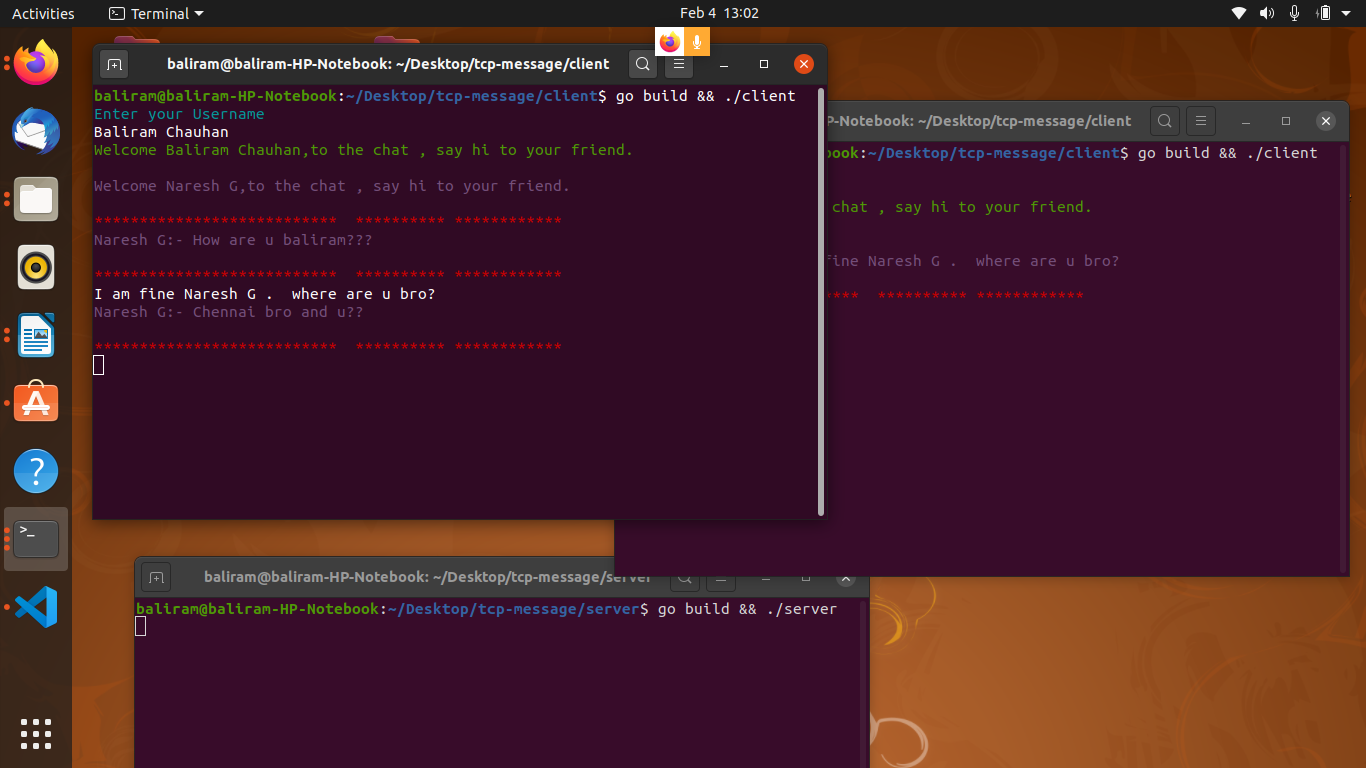 Activities
Terminal
Feb 4 13:02
baliram@baliram-HP-Notebook: ~/Desktop/tcp-message/client
baliram@baliram-HP-Notebook:~/Desktop/tcp-message/client$ go build && ./client
Enter your Username
Baliram Chauhan
Welcome Baliram Chauhan,to the chat , say hi to your friend.
Welcome Naresh G,to the chat , say hi to your friend.
*************************** ********** ************
Naresh G:- How are u baliram???
*************************** ********** ************
I am fine Naresh G .  where are u bro?
Naresh G:- Chennai bro and u??
*************************** ********** ************
P-Notebook: ~/Desktop/tcp-message/client
book:~/Desktop/tcp-message/client$ go build && ./client
chat , say hi to your friend.
fine Naresh G .  where are u bro?
**** ********** ************
baliram@baliram-HP-Notebook: ~/Desktop/tcp-message/server
baliram@baliram-HP-Notebook:~/Desktop/tcp-message/server$ go build && ./server